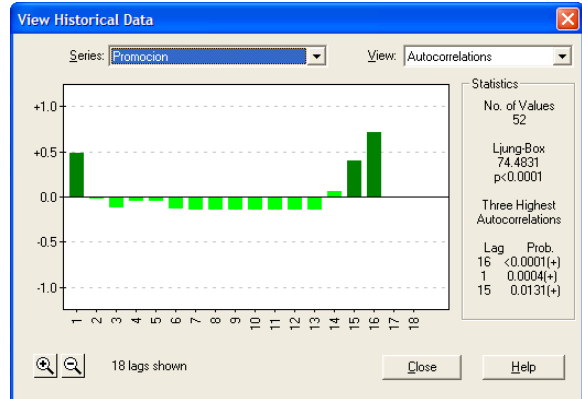 View Historical Data
Series: Promocion View: Autocorrelations
Statistics
No. of Values
52
Ljung-Box
74.4831
p<0.0001
Three Highest
Autocorrelations
Lag Prob.
16 <0.0001(+)
1 0.0004(+)
15 0.0131(+)
+1.0
+0.5
0.0
-0.5
-1.0
1 2 3 4 5 6 7 8 9 10 11 12 13 14 15 16 17 18
18 lags shown
Close Help